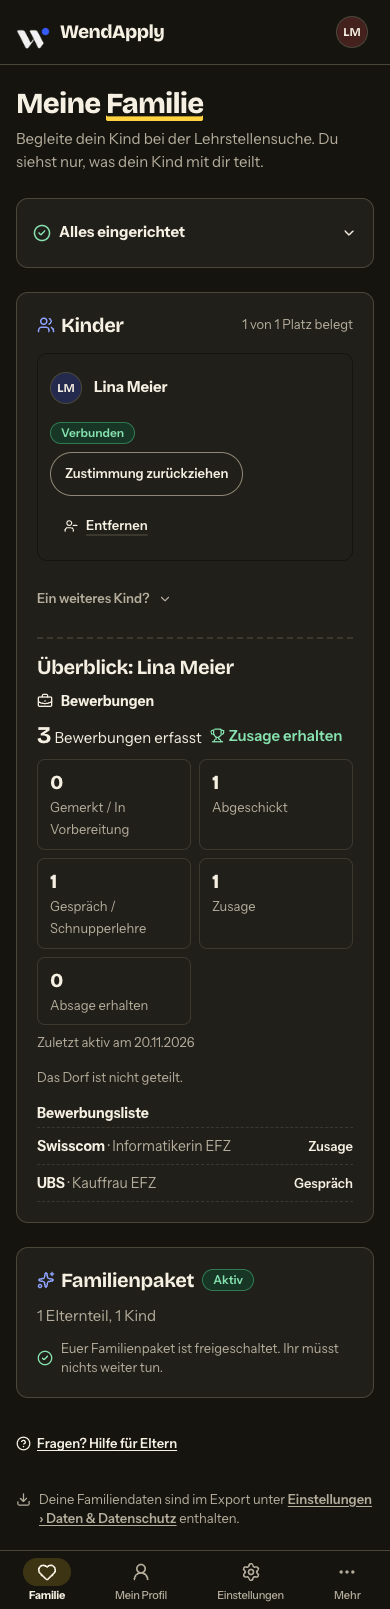 WendApply
LM
Meine Familie
Begleite dein Kind bei der Lehrstellensuche. Du
siehst nur, was dein Kind mit dir teilt.
Alles eingerichtet
Kinder
1 von 1 Platz belegt
LM
Lina Meier
Verbunden
Zustimmung zurückziehen
Entfernen
Ein weiteres Kind?
Überblick: Lina Meier
Bewerbungen
3 Bewerbungen erfasst
Zusage erhalten
0
Gemerkt / In
Vorbereitung
1
Abgeschickt
1
Gespräch /
Schnupperlehre
1
Zusage
0
Absage erhalten
Zuletzt aktiv am 20.11.2026
Das Dorf ist nicht geteilt.
Bewerbungsliste
Swisscom · Informatikerin EFZ
Zusage
UBS · Kauffrau EFZ
Gespräch
Familienpaket
Aktiv
1 Elternteil, 1 Kind
Euer Familienpaket ist freigeschaltet. Ihr müsst
nichts weiter tun.
Fragen? Hilfe für Eltern
Deine Familiendaten sind im Export unter Einstellungen
› Daten & Datenschutz enthalten.
Familie
Mein Profil
Einstellungen
Mehr